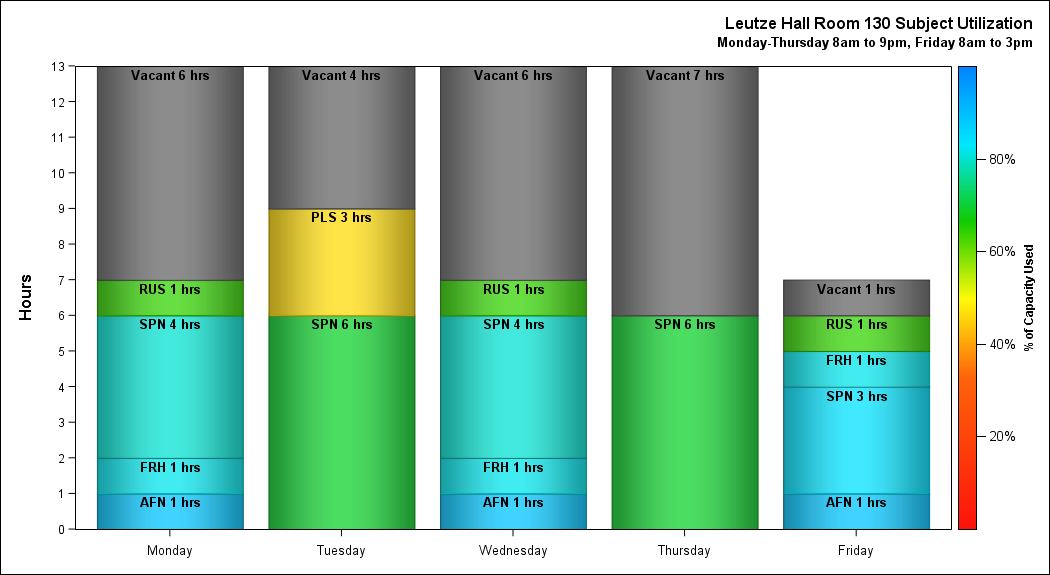 Leutze Hall Room 130 Subject Utilization
Monday-Thursday 8am to 9pm, Friday 8am to 3pm
Hours
13
12
11
10
9
8
7
6
5
4
3
2
1
0
Vacant 6 hrs
RUS 1 hrs
SPN 4 hrs
FRH 1 hrs
AFN 1 hrs
Vacant 4 hrs
PLS 3 hrs
SPN 6 hrs
Vacant 6 hrs
RUS 1 hrs
SPN 4 hrs
FRH 1 hrs
AFN 1 hrs
Vacant 7 hrs
SPN 6 hrs
Vacant 1 hrs
RUS 1 hrs
FRH 1 hrs
SPN 3 hrs
AFN 1 hrs
Monday
Tuesday
Wednesday
Thursday
Friday
80%
60%
40%
20%
% of Capacity Used